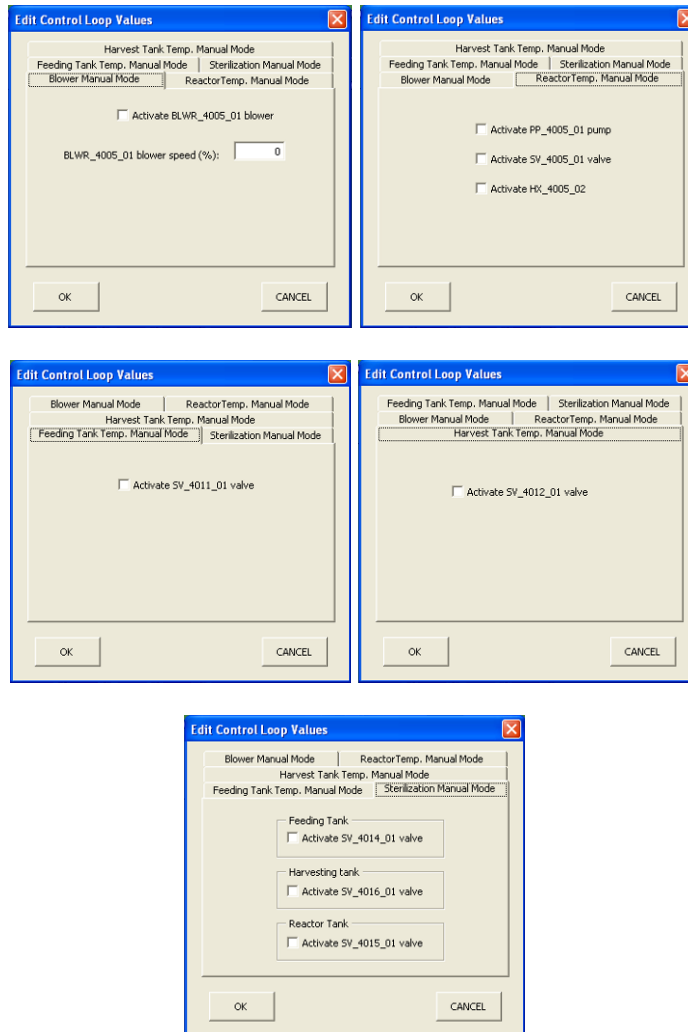 Edit Control Loop Values
Harvest Tank Temp. Manual Mode
Feeding Tank Temp. Manual Mode Sterilization Manual Mode
Blower Manual Mode ReactorTemp. Manual Mode
Activate BLWR_4005_01 blower
BLWR_4005_01 blower speed (%): 0
OK CANCEL
Edit Control Loop Values
Harvest Tank Temp. Manual Mode
Feeding Tank Temp. Manual Mode Sterilization Manual Mode
Blower Manual Mode ReactorTemp. Manual Mode
Activate PP_4005_01 pump
Activate SV_4005_01 valve
Activate HX_4005_02
OK CANCEL
Edit Control Loop Values
Blower Manual Mode ReactorTemp. Manual Mode
Harvest Tank Temp. Manual Mode
Feeding Tank Temp. Manual Mode Sterilization Manual Mode
Activate SV_4011_01 valve
OK CANCEL
Edit Control Loop Values
Feeding Tank Temp. Manual Mode Sterilization Manual Mode
Blower Manual Mode ReactorTemp. Manual Mode
Harvest Tank Temp. Manual Mode
Activate SV_4012_01 valve
OK CANCEL
Edit Control Loop Values
Blower Manual Mode ReactorTemp. Manual Mode
Harvest Tank Temp. Manual Mode
Feeding Tank Temp. Manual Mode Sterilization Manual Mode
Feeding Tank
Activate SV_4014_01 valve
Harvesting tank
Activate SV_4016_01 valve
Reactor Tank
Activate SV_4015_01 valve
OK CANCEL